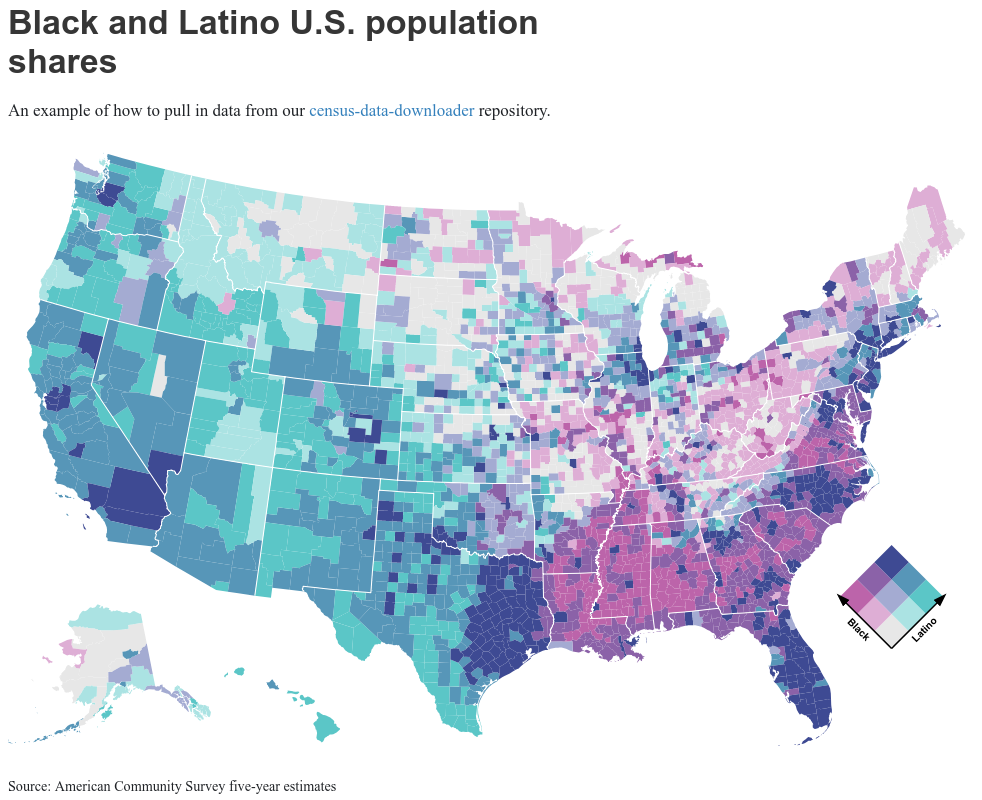 Black and Latino U.S. population
shares
An example of how to pull in data from our census-data-downloader repository.
Black
Latino
Source: American Community Survey five-year estimates